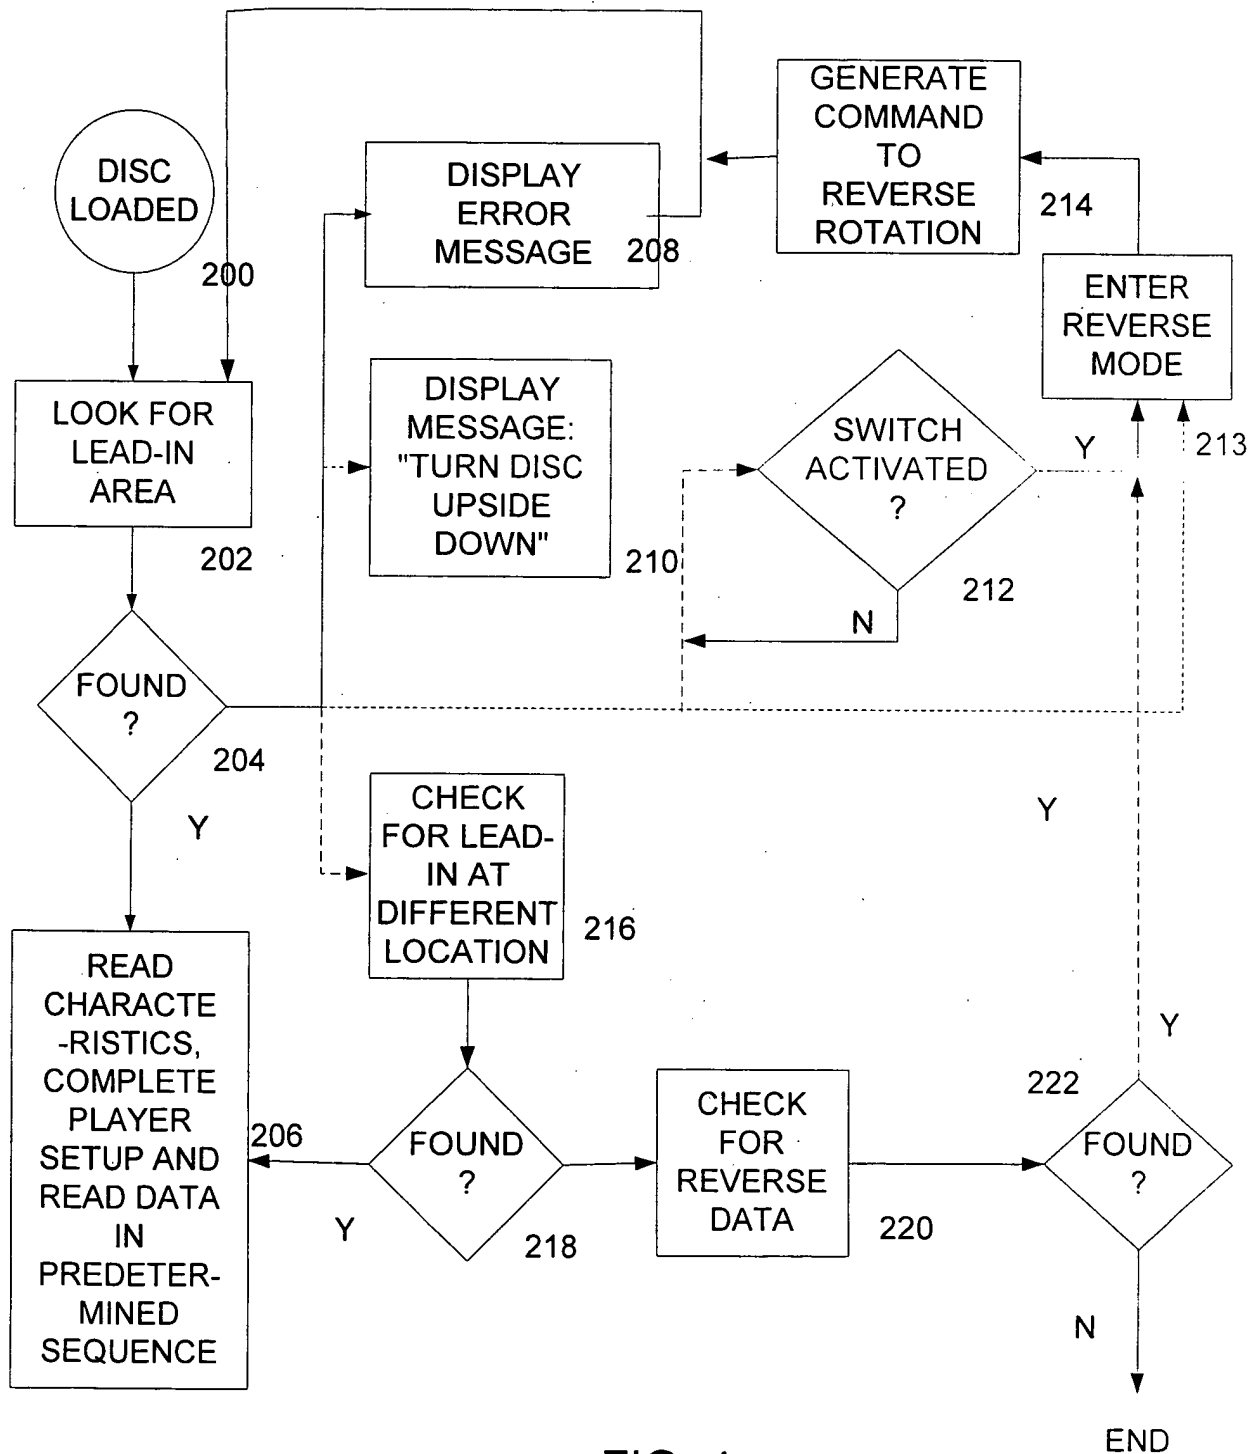 DISC
LOADED
200
LOOK FOR
LEAD-IN
AREA
202
FOUND
?
204
Y
READ
CHARACTE
-RISTICS,
COMPLETE
PLAYER
SETUP AND
READ DATA
IN
PREDETER-
MINED
SEQUENCE
206
DISPLAY
ERROR
MESSAGE
208
DISPLAY
MESSAGE:
"TURN DISC
UPSIDE
DOWN"
210
GENERATE
COMMAND
TO
REVERSE
ROTATION
214
ENTER
REVERSE
MODE
213
SWITCH
ACTIVATED
?
Y
212
N
CHECK
FOR LEAD-
IN AT
DIFFERENT
LOCATION
216
FOUND
?
Y
218
CHECK
FOR
REVERSE
DATA
220
Y
Y
222
FOUND
?
N
END